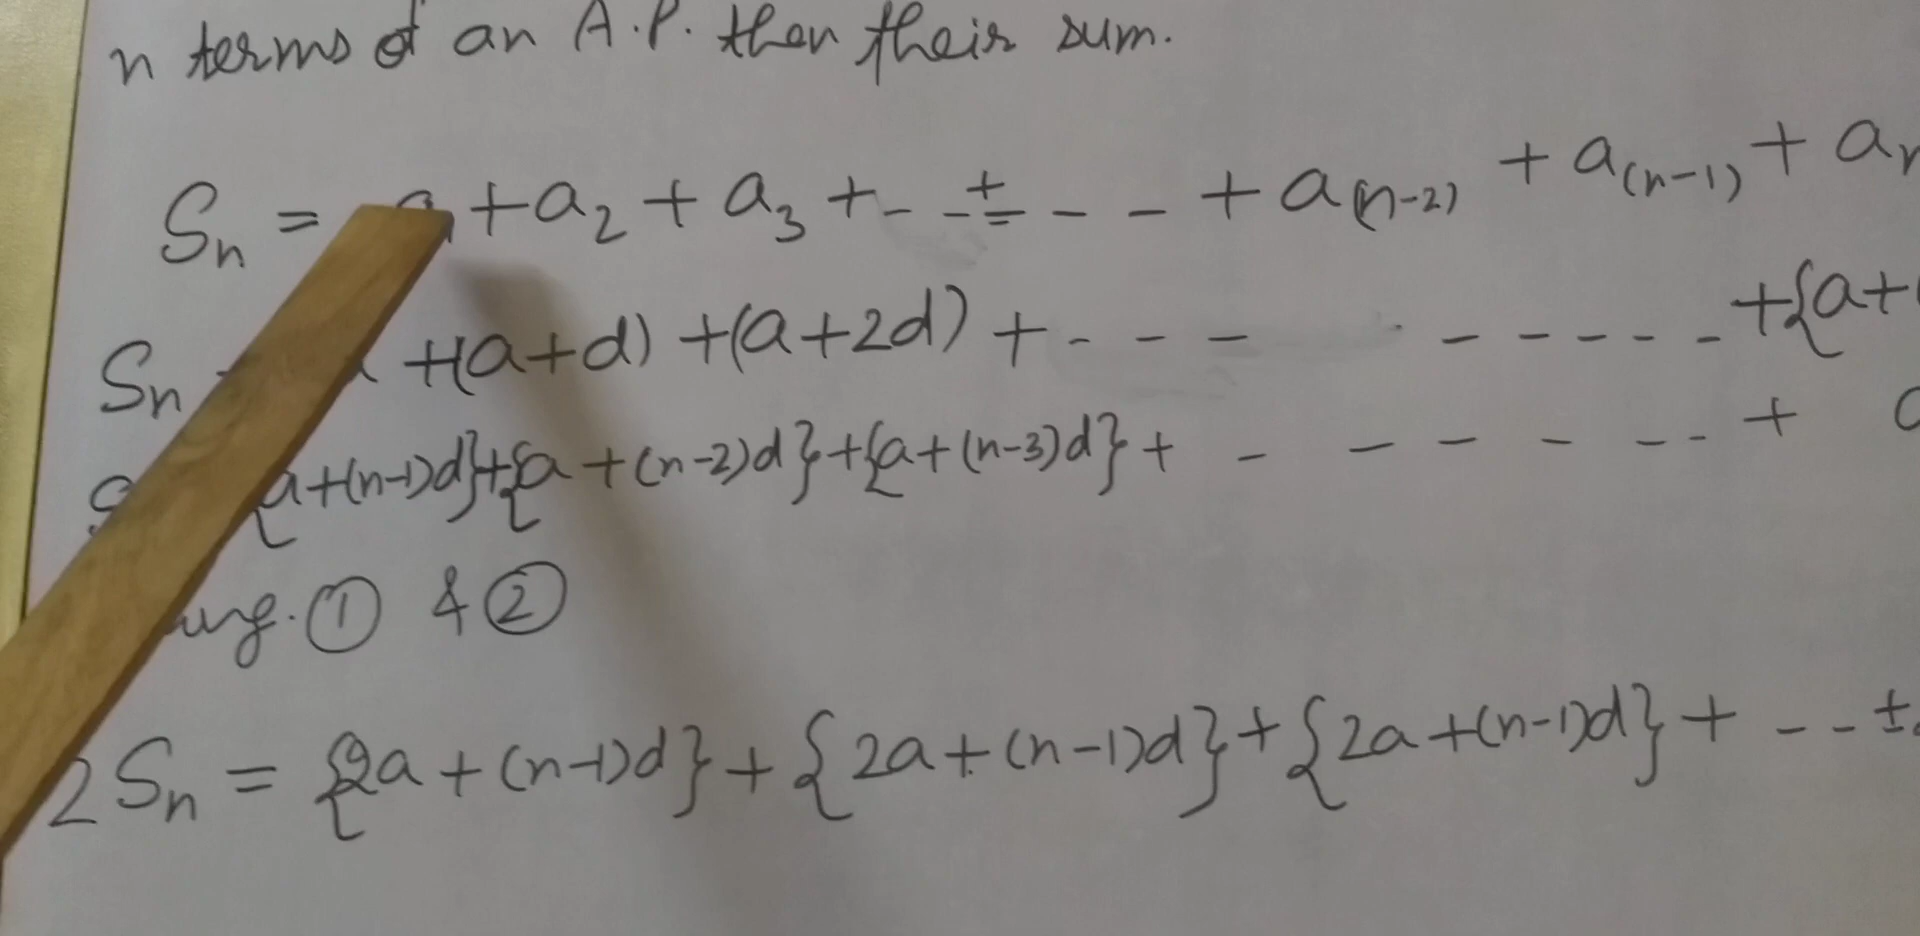 n terms of an A.P. then their sum.
Sn = a + a2 + a3 + - - + - - - + a(n-2) + a(n-1) + an
Sn +(a+d) +(a+2d) + - - - - - - - - +{a+
a+(n-1)d}+{a+(n-2)d}+{a+(n-3)d}+ - - - - - - +
① & ②
2Sn = {2a+(n-1)d}+{2a+(n-1)d}+{2a+(n-1)d}+ - - +